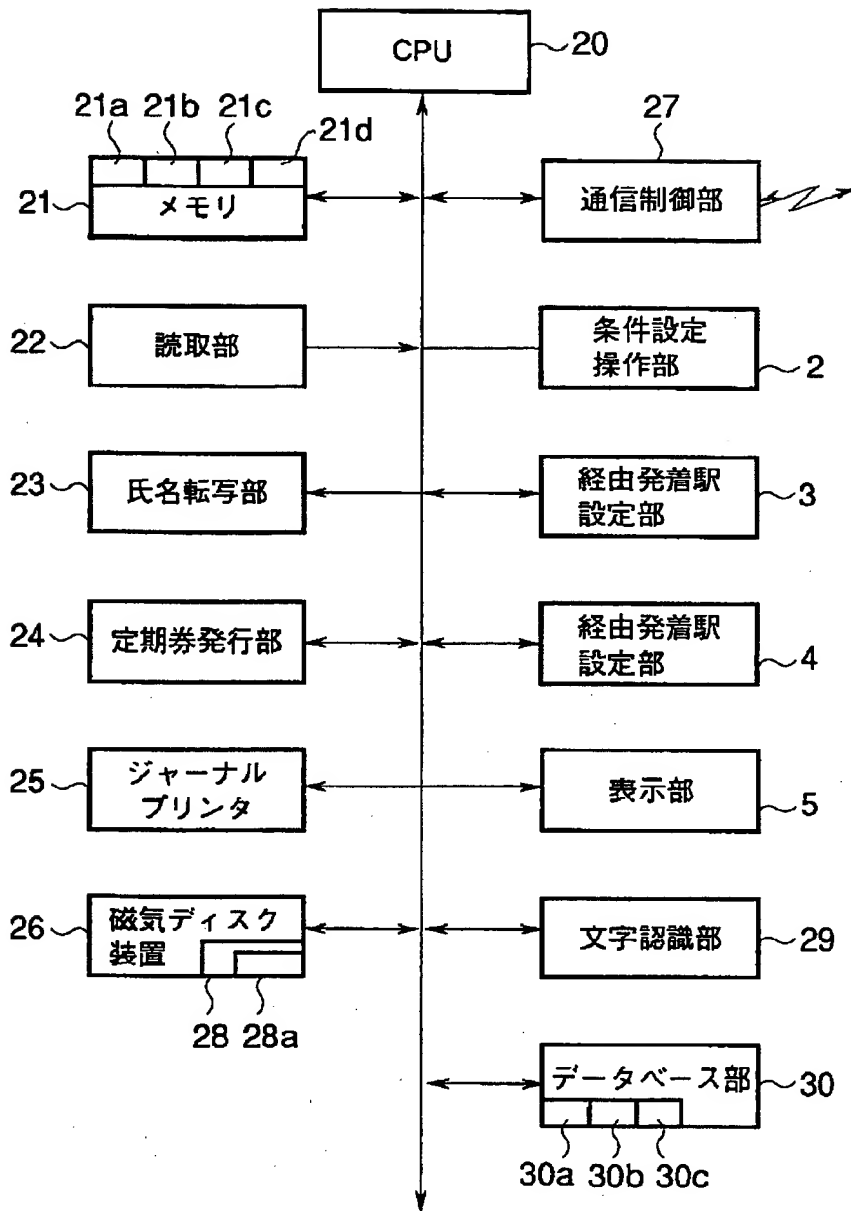 CPU
20
21a
21b
21c
21d
21
メモリ
27
通信制御部
22
読取部
条件設定
操作部
2
23
氏名転写部
経由発着駅
設定部
3
24
定期券発行部
経由発着駅
設定部
4
25
ジャーナル
プリンタ
表示部
5
26
磁気ディスク
装置
28
28a
文字認識部
29
データベース部
30
30a
30b
30c